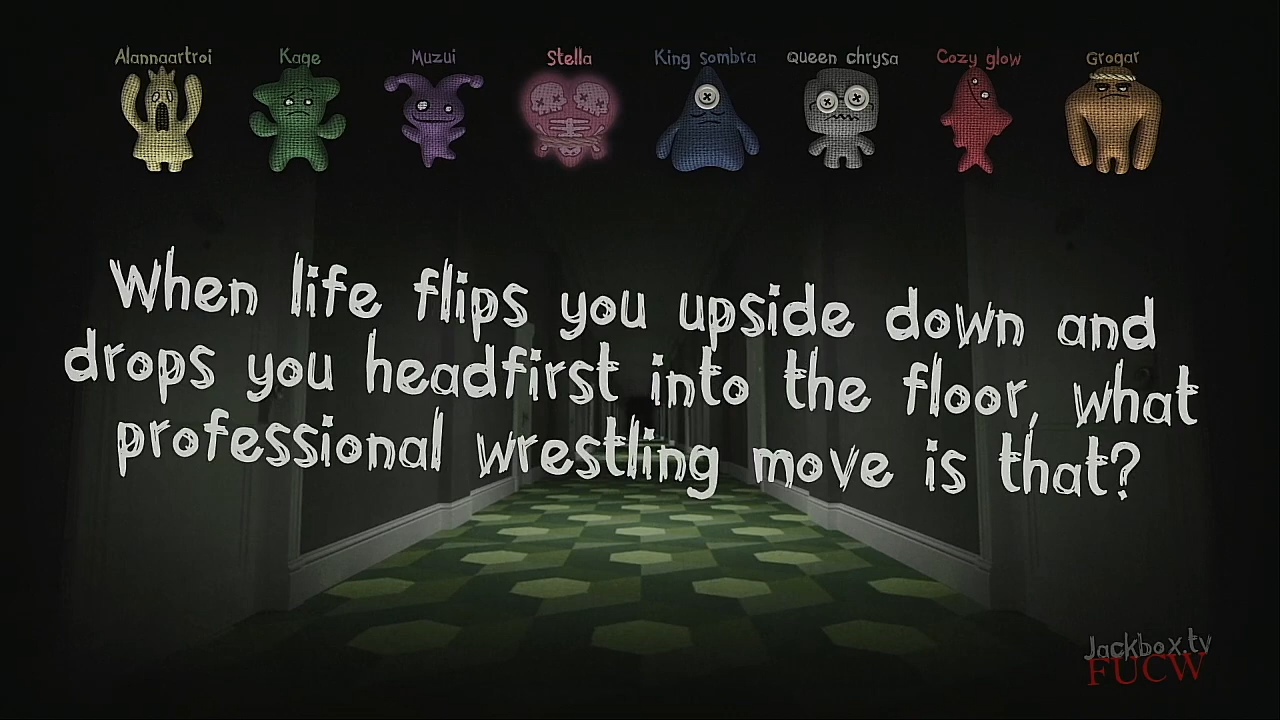 Alannaartroi Kage Muzui Stella King Sombra Queen chrysa Cozy glow Grogar
When life flips you upside down and
drops you headfirst into the floor, what
professional wrestling move is that?
Jackbox.tv
FUCW